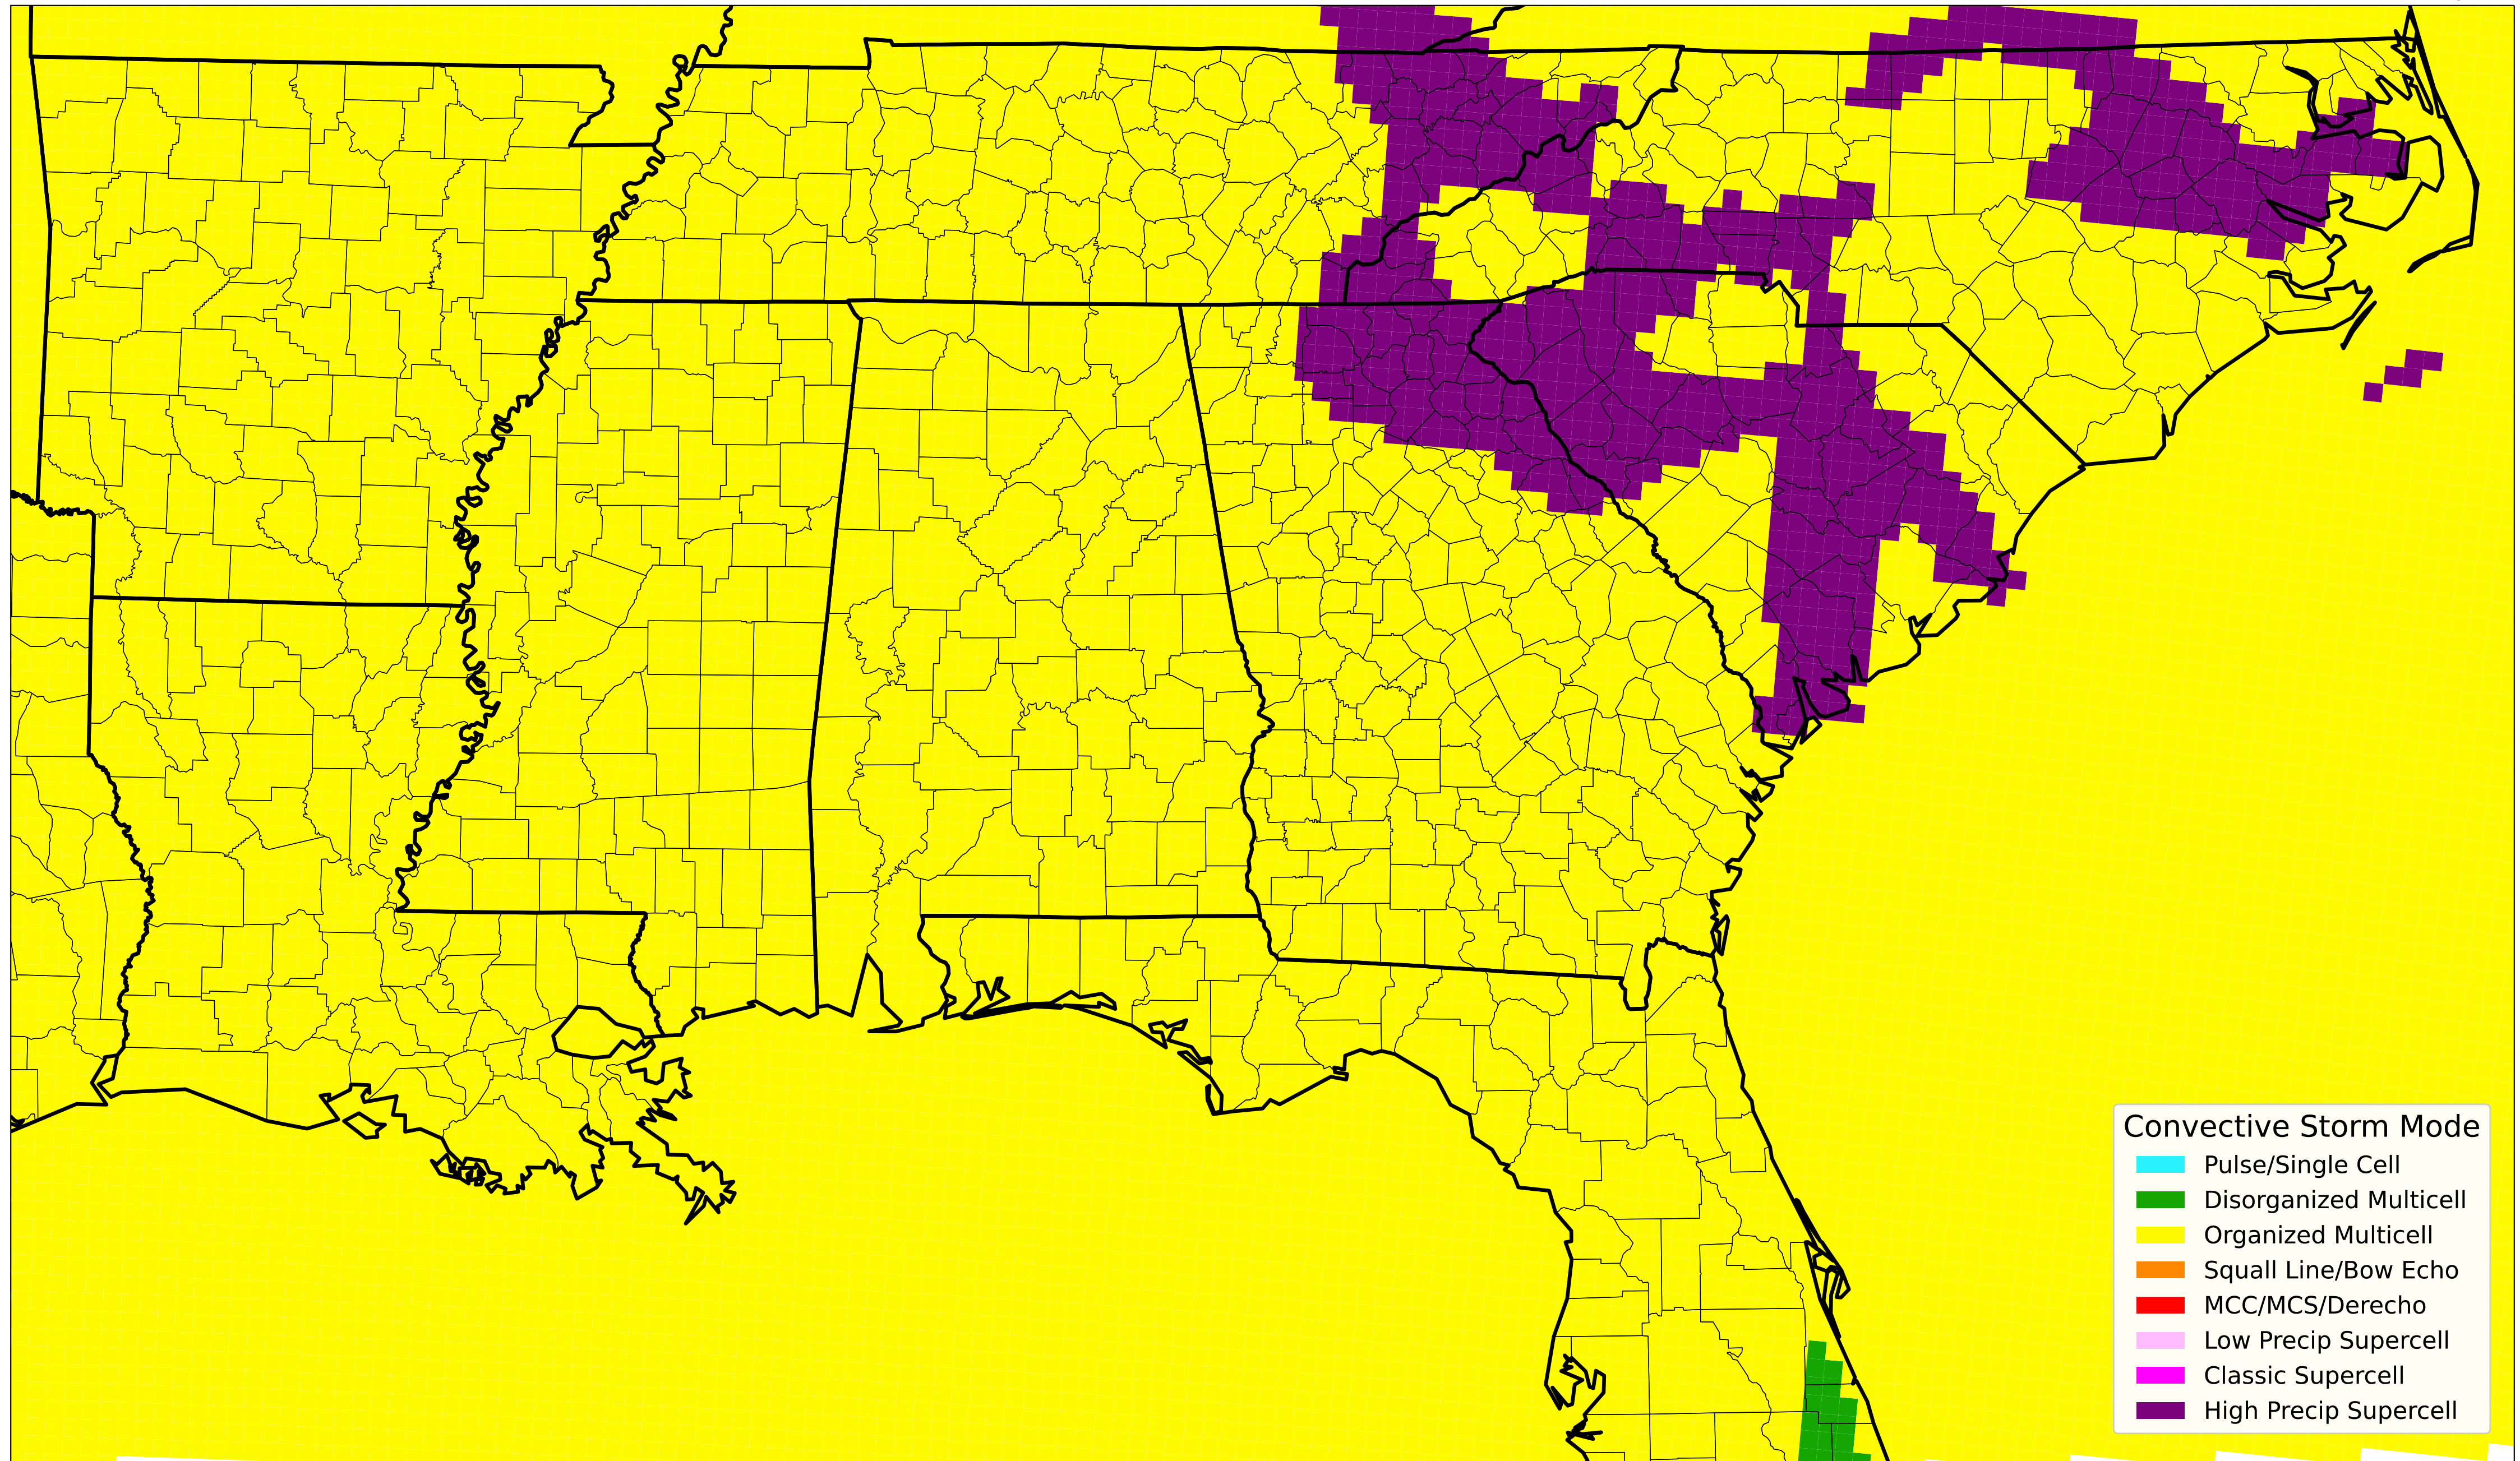 Convective Storm Mode
Pulse/Single Cell
Disorganized Multicell
Organized Multicell
Squall Line/Bow Echo
MCC/MCS/Derecho
Low Precip Supercell
Classic Supercell
High Precip Supercell